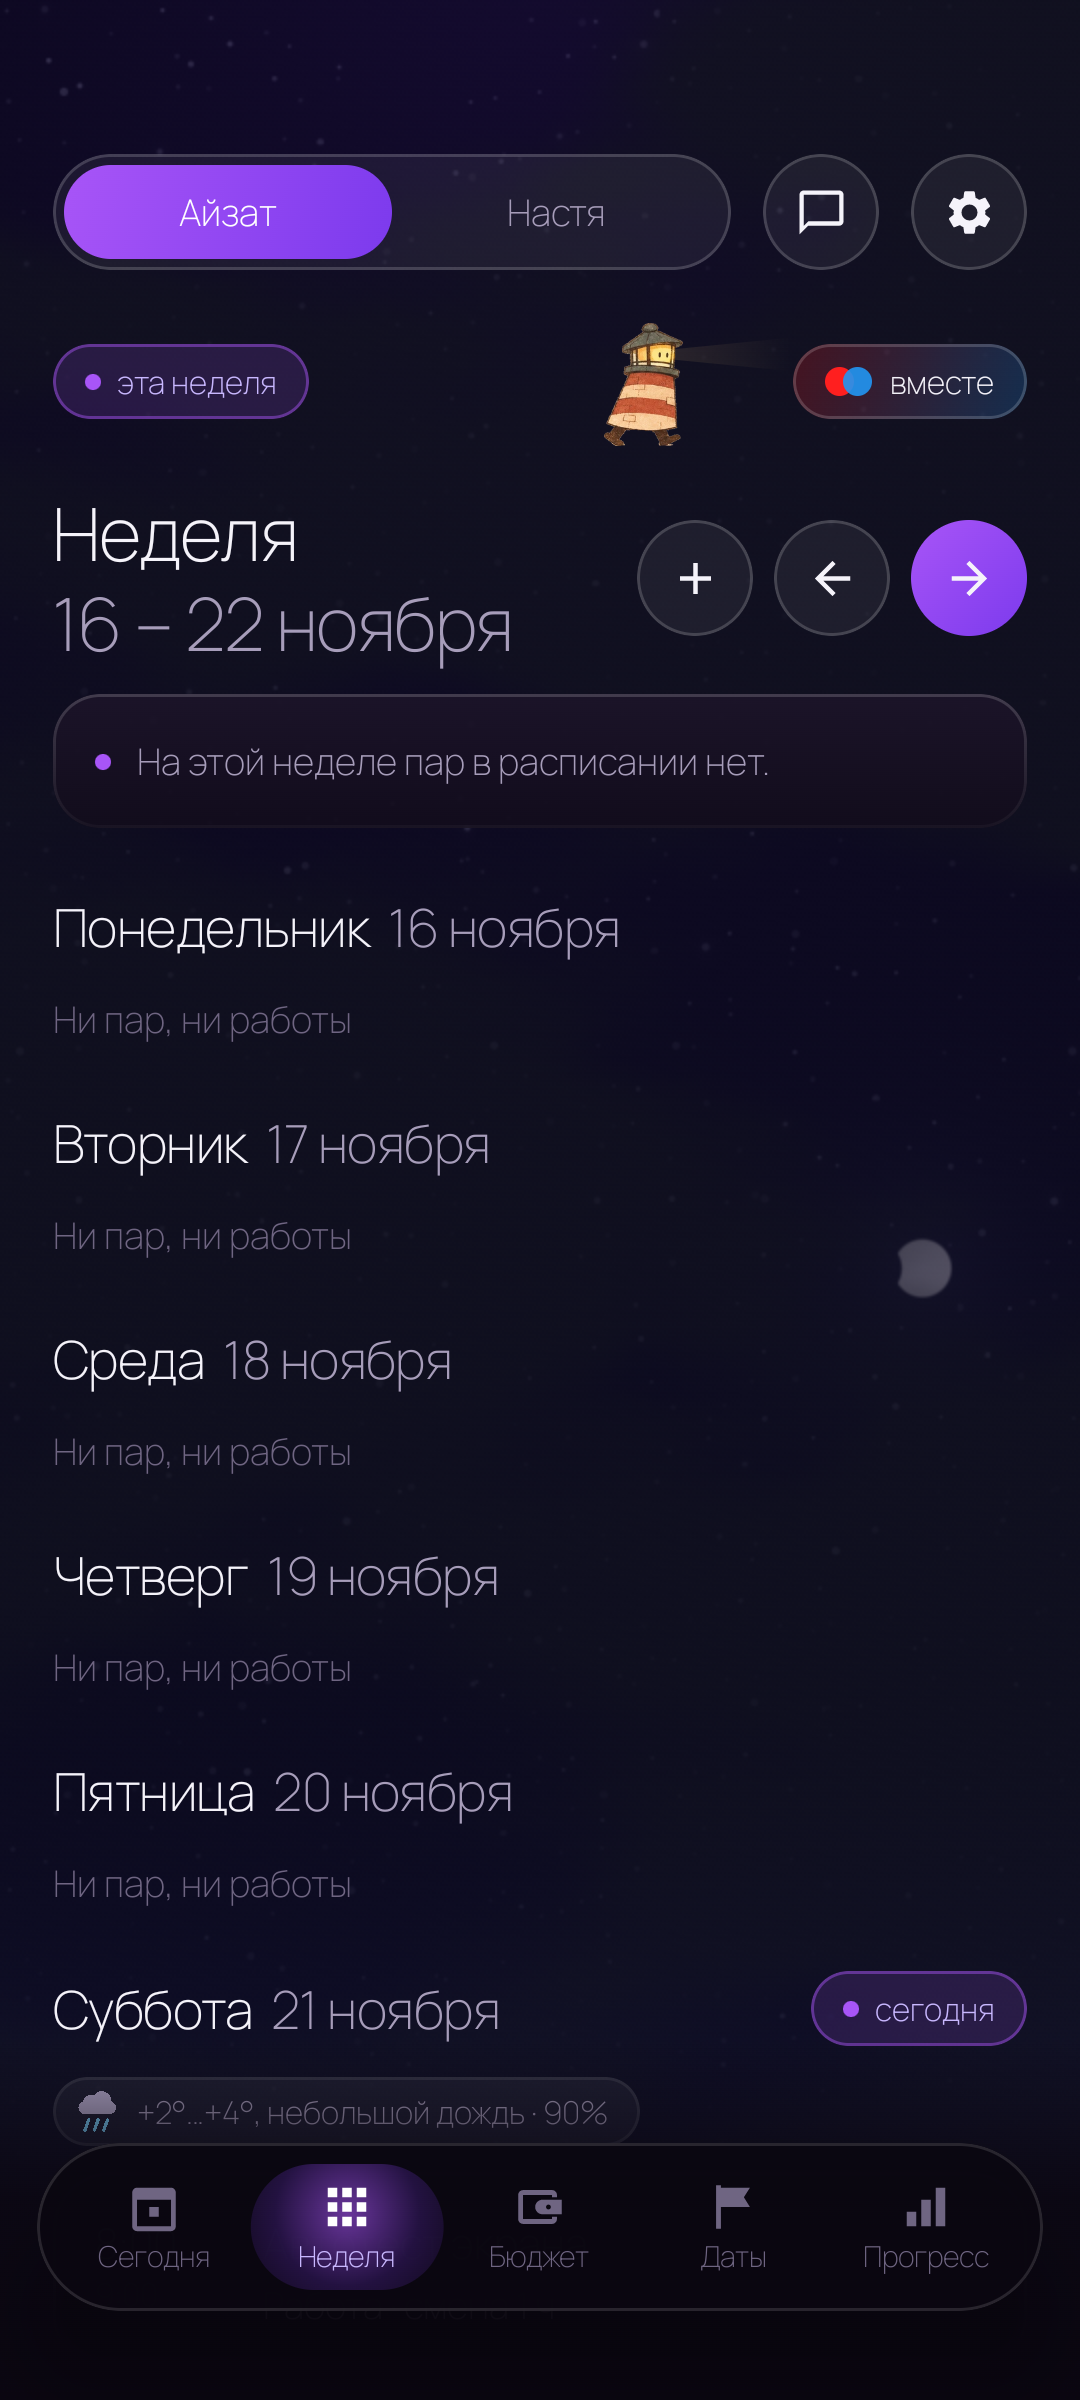 Айзат
Настя
эта неделя
вместе
Неделя
16 – 22 ноября
На этой неделе пар в расписании нет.
Понедельник 16 ноября
Ни пар, ни работы
Вторник 17 ноября
Ни пар, ни работы
Среда 18 ноября
Ни пар, ни работы
Четверг 19 ноября
Ни пар, ни работы
Пятница 20 ноября
Ни пар, ни работы
Суббота 21 ноября
сегодня
+2°...+4°, небольшой дождь · 90%
Сегодня
Неделя
Бюджет
Даты
Прогресс